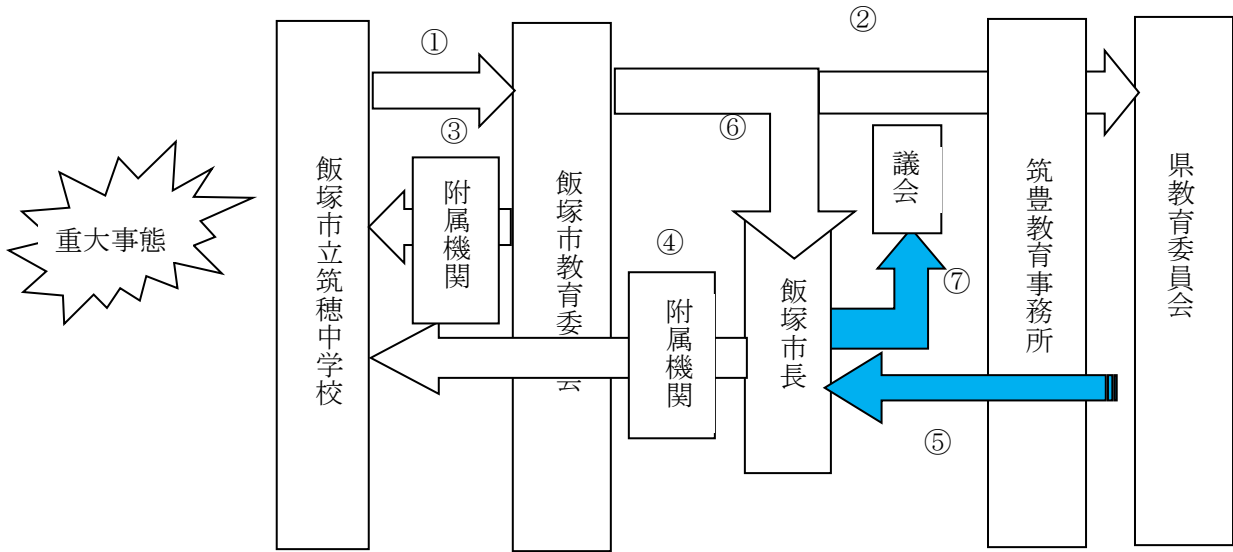 重大事態
飯塚市立筑穂中学校
①
③
附属機関
飯塚市教育委会
④
附属機関
⑥
飯塚市長
②
議会
⑦
⑤
筑豊教育事務所
県教育委員会